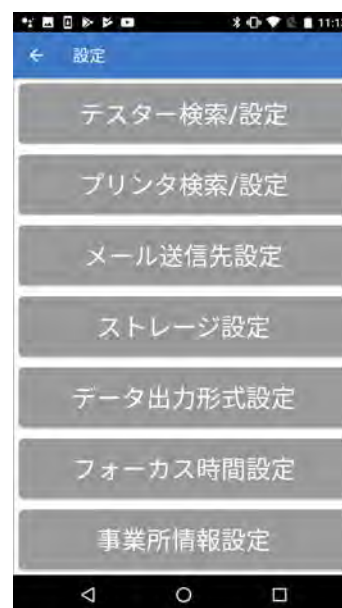 11:1
設定
テスター検索/設定
プリンタ検索/設定
メール送信先設定
ストレージ設定
データ出力形式設定
フォーカス時間設定
事業所情報設定